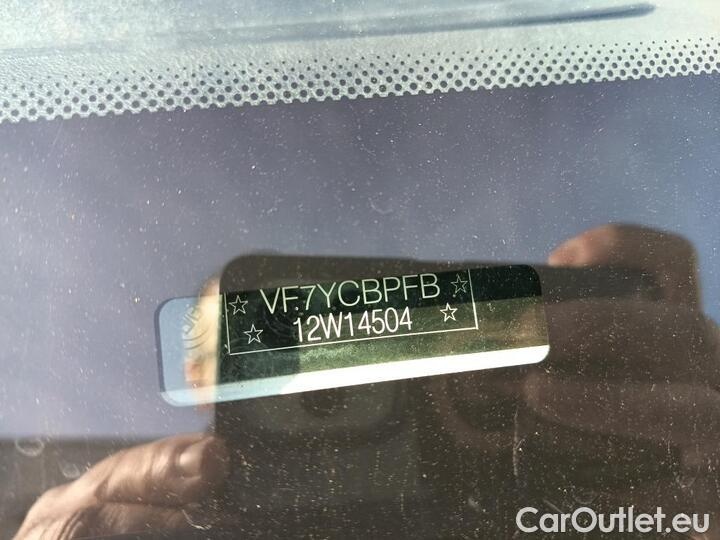 ☆ VF7YCBPFB ☆
☆ 12W14504 ☆
CarOutlet.eu